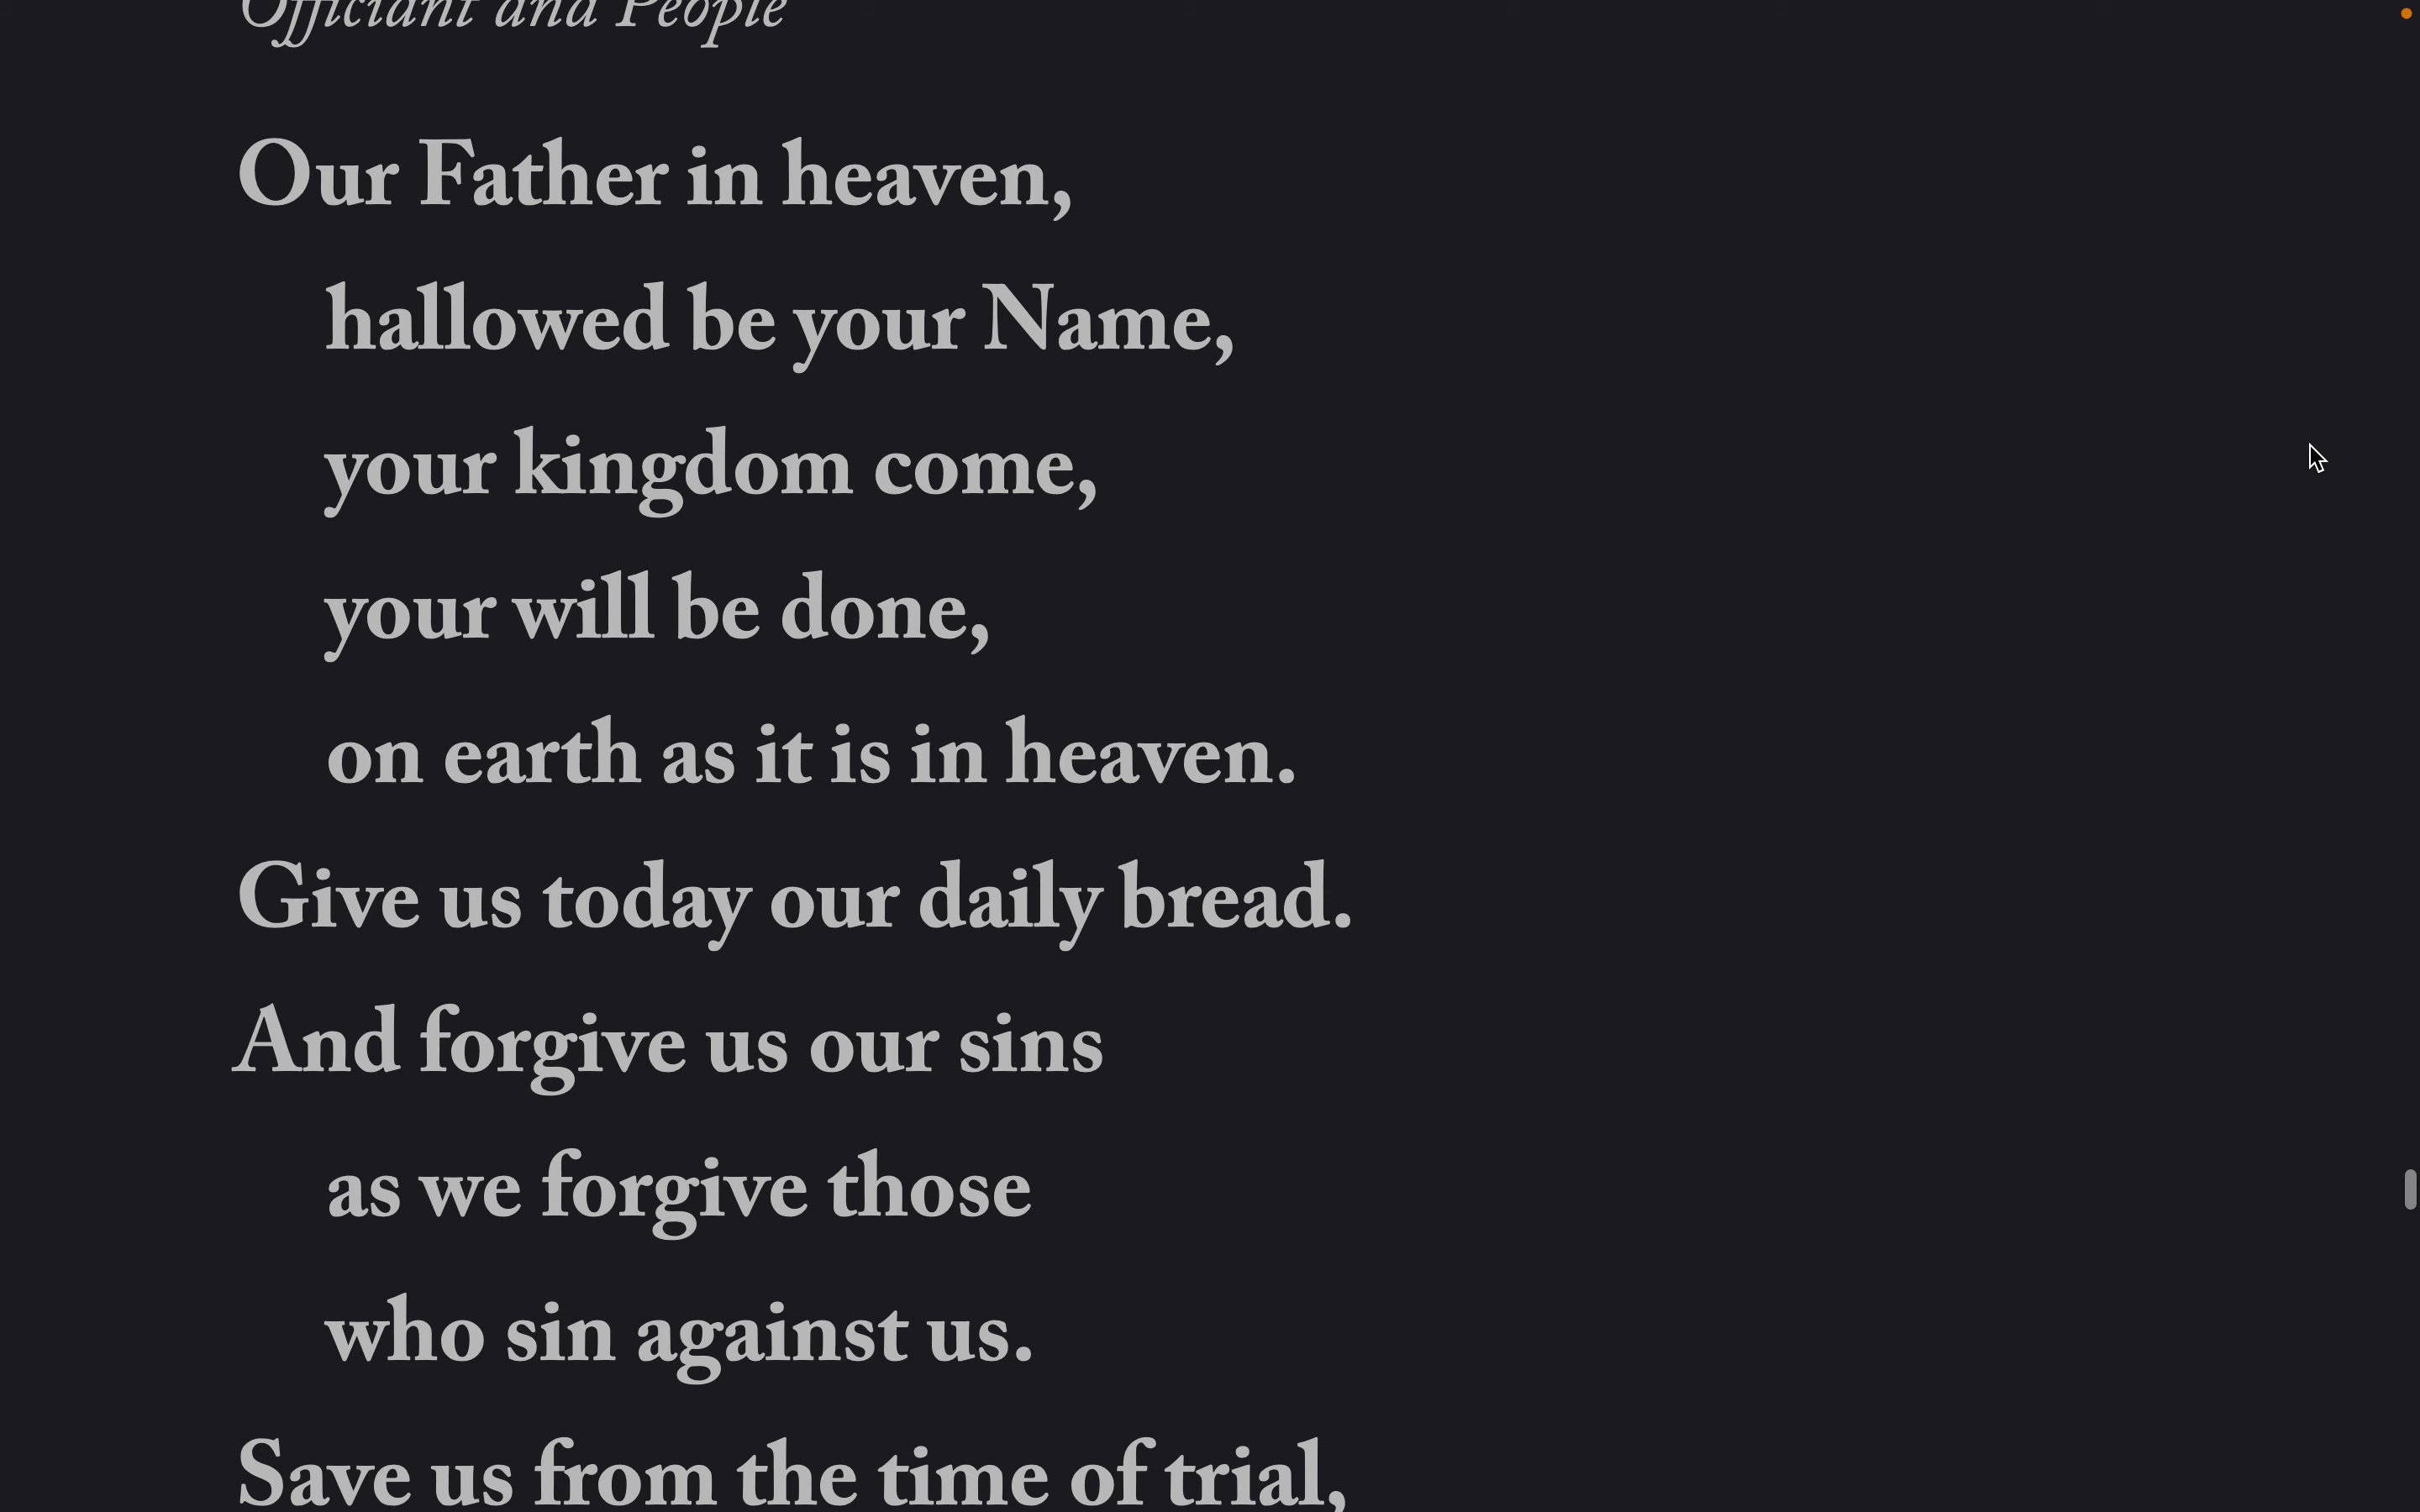 Officiant and People
Our Father in heaven,
hallowed be your Name,
your kingdom come,
your will be done,
on earth as it is in heaven.
Give us today our daily bread.
And forgive us our sins
as we forgive those
who sin against us.
Save us from the time of trial,